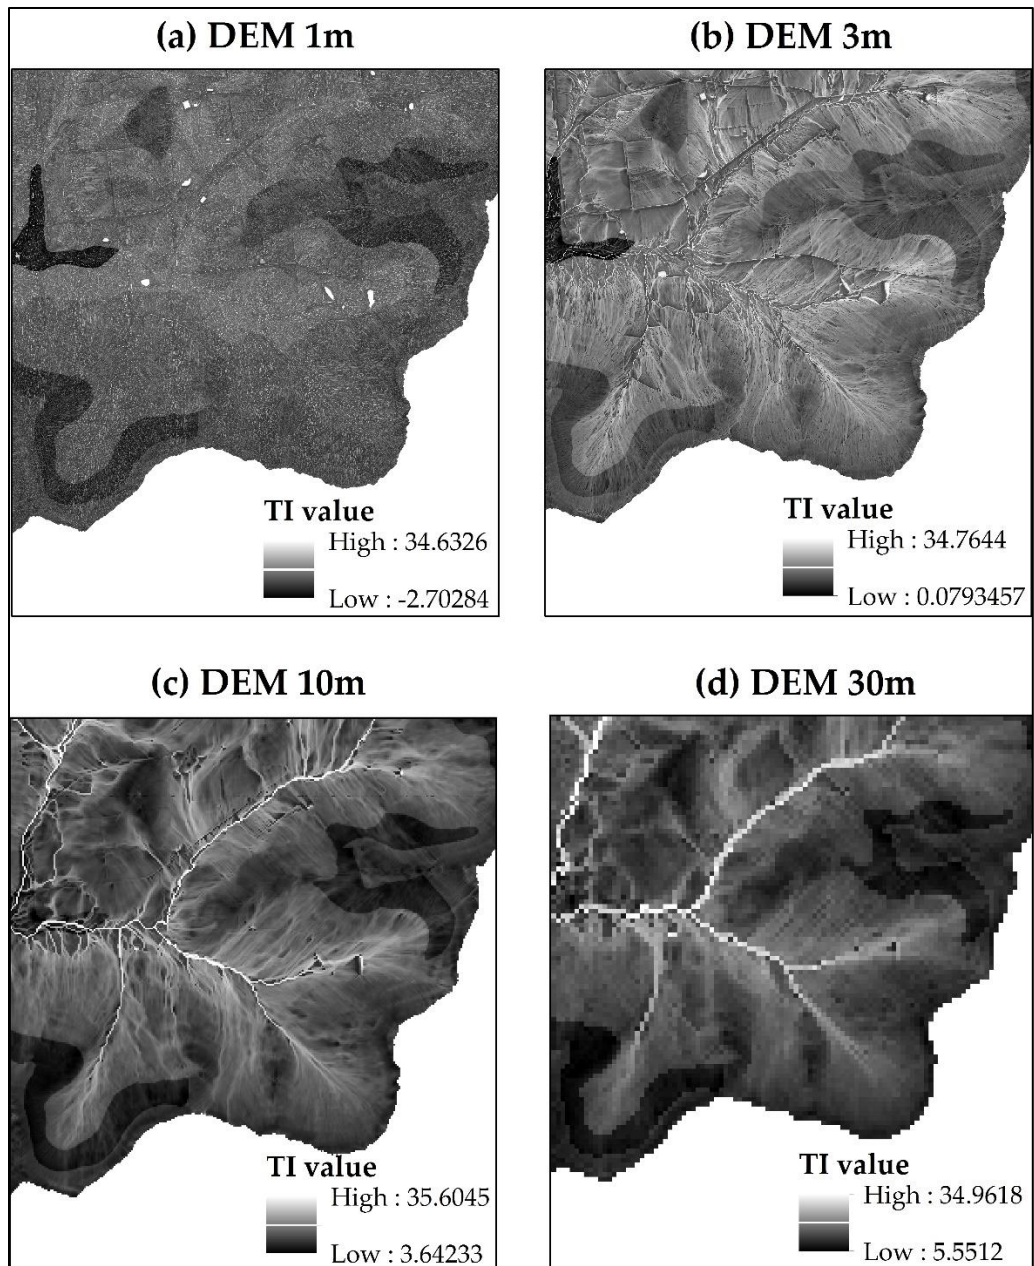 (a) DEM 1m
(b) DEM 3m
TI value
High : 34.6326
Low : -2.70284
TI value
High : 34.7644
Low : 0.0793457
(c) DEM 10m
(d) DEM 30m
TI value
High : 35.6045
Low : 3.64233
TI value
High : 34.9618
Low : 5.5512